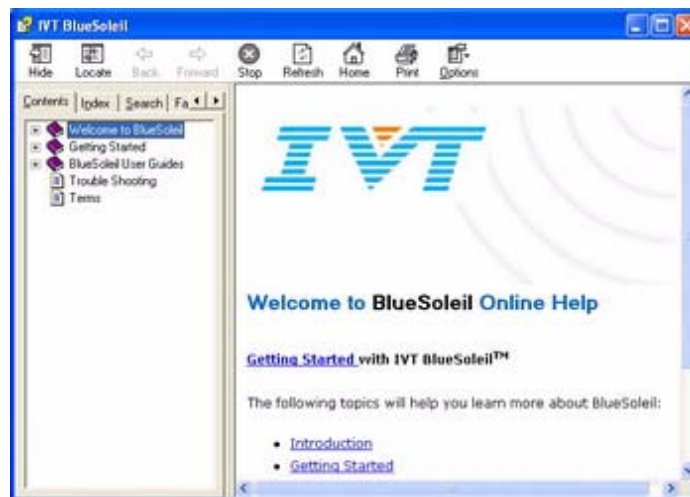 IVT BlueSoleil
Hide Locate Back Forward Stop Refresh Home Print Options
Contents Index Search Fa
Welcome to BlueSoleil
Getting Started
BlueSoleil User Guides
Trouble Shooting
Terms
IVT
Welcome to BlueSoleil Online Help
Getting Started with IVT BlueSoleil™
The following topics will help you learn more about BlueSoleil:
• Introduction
• Getting Started